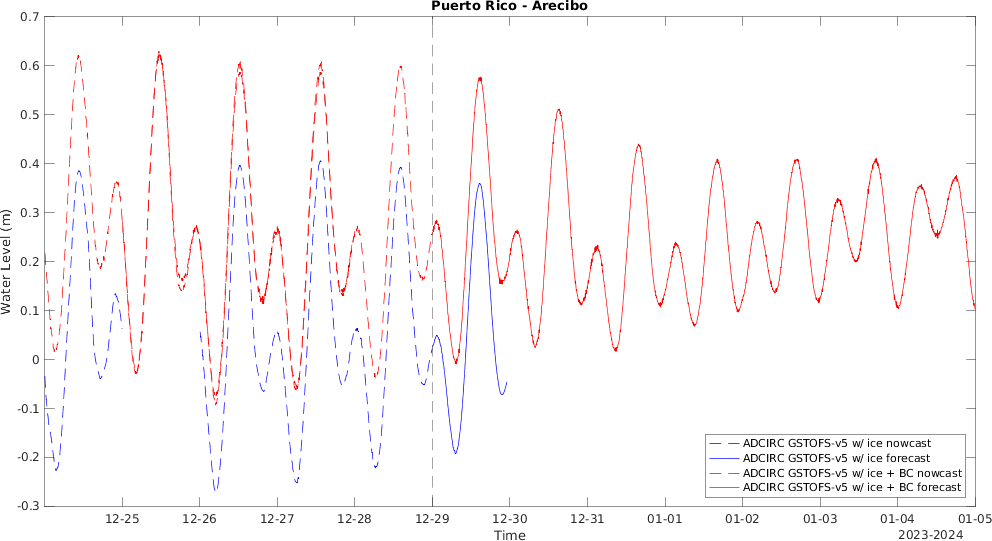 Puerto Rico - Arecibo
0.7
0.6
0.5
0.4
0.3
0.2
0.1
0
-0.1
-0.2
-0.3
Water Level (m)
ADCIRC GSTOFS-v5 w/ ice nowcast
ADCIRC GSTOFS-v5 w/ ice forecast
ADCIRC GSTOFS-v5 w/ ice + BC nowcast
ADCIRC GSTOFS-v5 w/ ice + BC forecast
12-25 12-26 12-27 12-28 12-29 12-30 12-31 01-01 01-02 01-03 01-04 01-05
Time
2023-2024